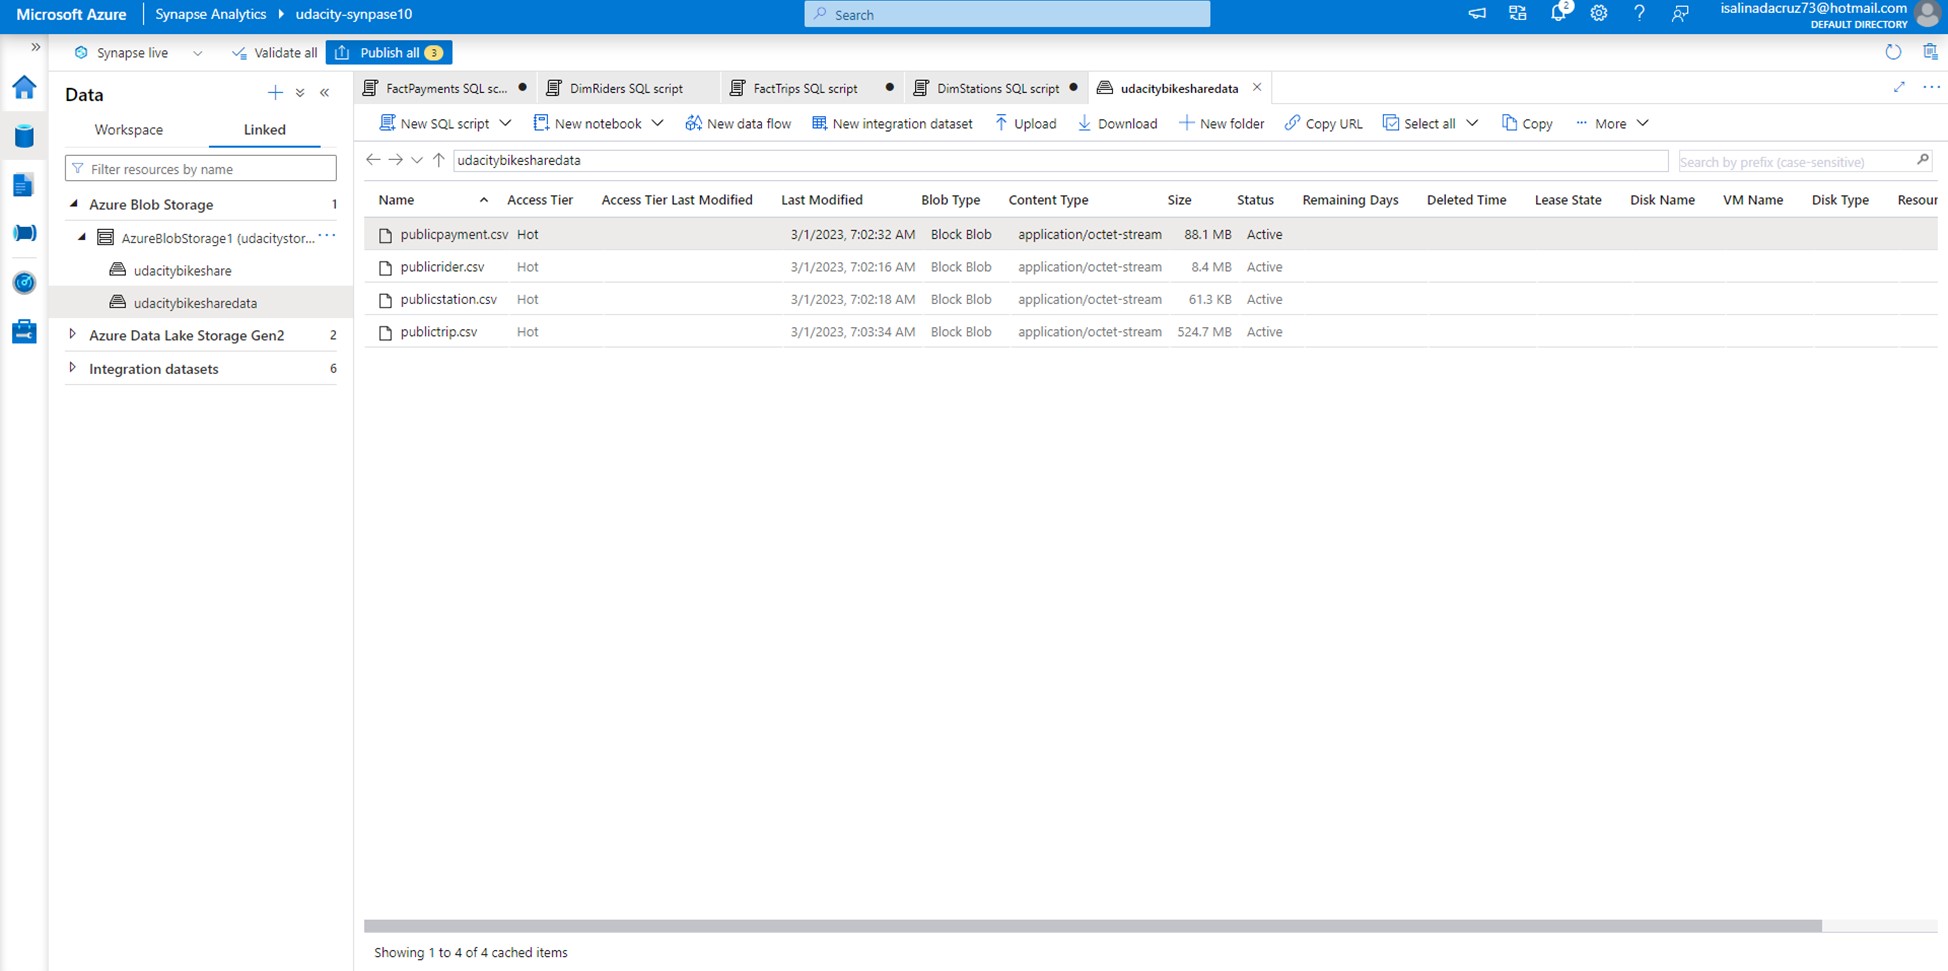 Microsoft Azure Synapse Analytics udacity-synpase10 Search 2 isalinadacruz73@hotmail.com
DEFAULT DIRECTORY
Synapse live Validate all Publish all 3
Data
Workspace Linked
Filter resources by name
Azure Blob Storage 1
AzureBlobStorage1 (udacitystor...
udacitybikeshare
udacitybikesharedata
Azure Data Lake Storage Gen2 2
Integration datasets 6
FactPayments SQL sc... DimRiders SQL script FactTrips SQL script DimStations SQL script udacitybikesharedata
New SQL script New notebook New data flow New integration dataset Upload Download New folder Copy URL Select all Copy More
udacitybikesharedata Search by prefix (case-sensitive)
Name Access Tier Access Tier Last Modified Last Modified Blob Type Content Type Size Status Remaining Days Deleted Time Lease State Disk Name VM Name Disk Type Resour
publicpayment.csv Hot 3/1/2023, 7:02:32 AM Block Blob application/octet-stream 88.1 MB Active
publicrider.csv Hot 3/1/2023, 7:02:16 AM Block Blob application/octet-stream 8.4 MB Active
publicstation.csv Hot 3/1/2023, 7:02:18 AM Block Blob application/octet-stream 61.3 KB Active
publictrip.csv Hot 3/1/2023, 7:03:34 AM Block Blob application/octet-stream 524.7 MB Active
Showing 1 to 4 of 4 cached items